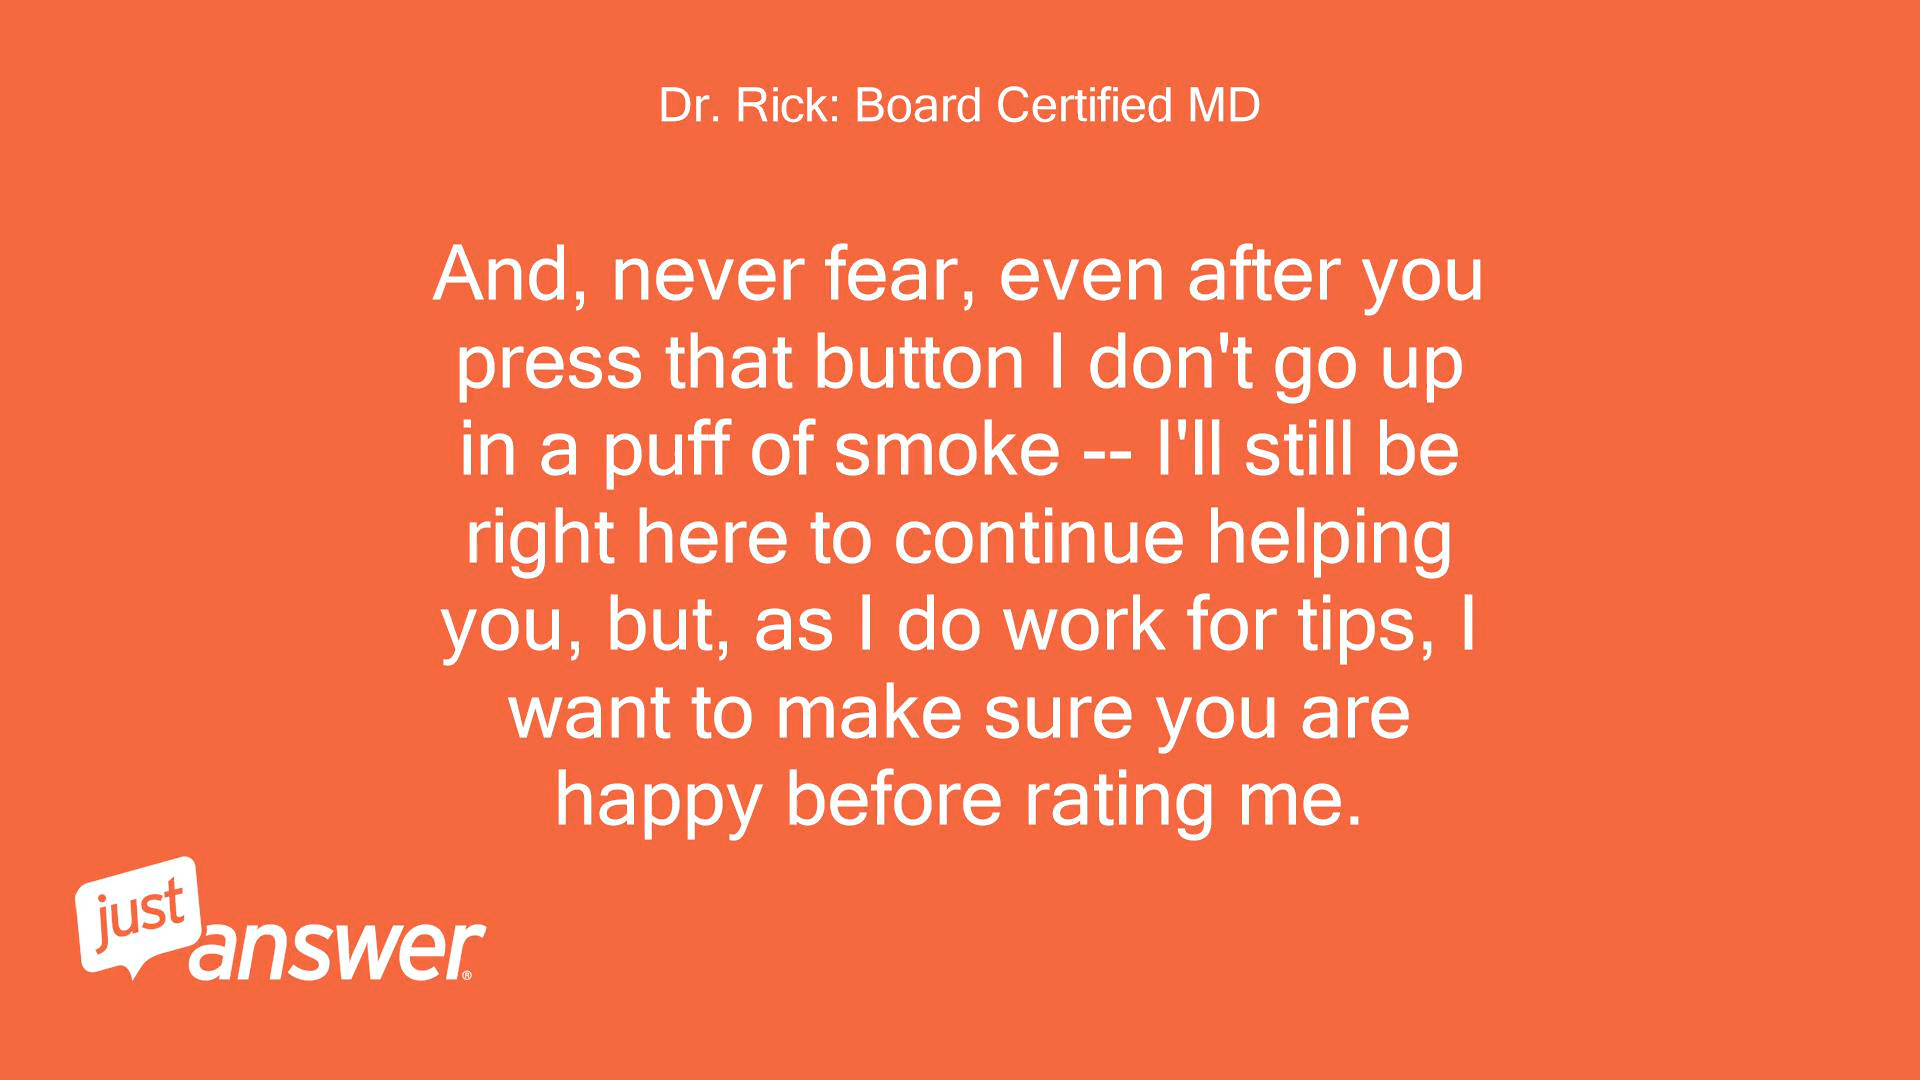 Dr. Rick: Board Certified MD
And, never fear, even after you
press that button I don't go up
in a puff of smoke -- I'll still be
right here to continue helping
you, but, as I do work for tips, I
want to make sure you are
happy before rating me.
just
answer®